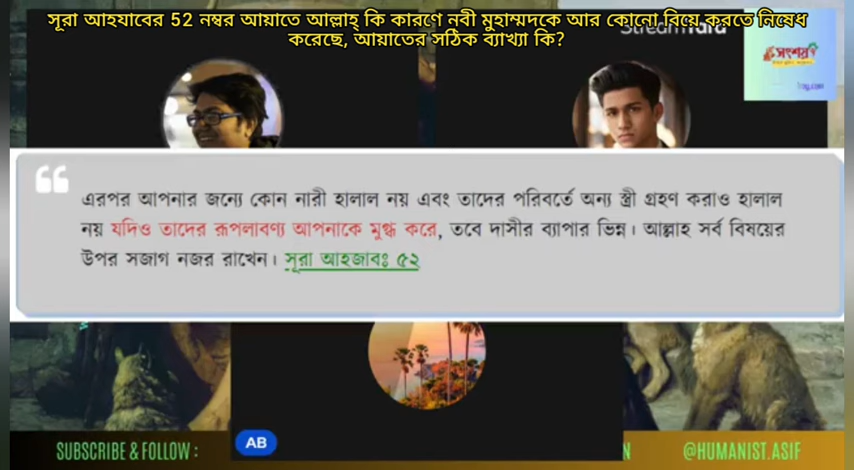 সূরা আহযাবের 52 নম্বর আয়াতে আল্লাহ্ কি কারণে নবী মুহাম্মদকে আর কোনো বিয়ে করতে নিষেধ
করেছে, আয়াতের সঠিক ব্যাখ্যা কি?
StreamYard
সংশয়
এরপর আপনার জন্যে কোন নারী হালাল নয় এবং তাদের পরিবর্তে অন্য স্ত্রী গ্রহণ করাও হালাল
নয় যদিও তাদের রূপলাবণ্য আপনাকে মুগ্ধ করে, তবে দাসীর ব্যাপার ভিন্ন। আল্লাহ সর্ব বিষয়ের
উপর সজাগ নজর রাখেন। সূরা আহজাবঃ ৫২
AB
SUBSCRIBE & FOLLOW :
N @HUMANIST.ASIF